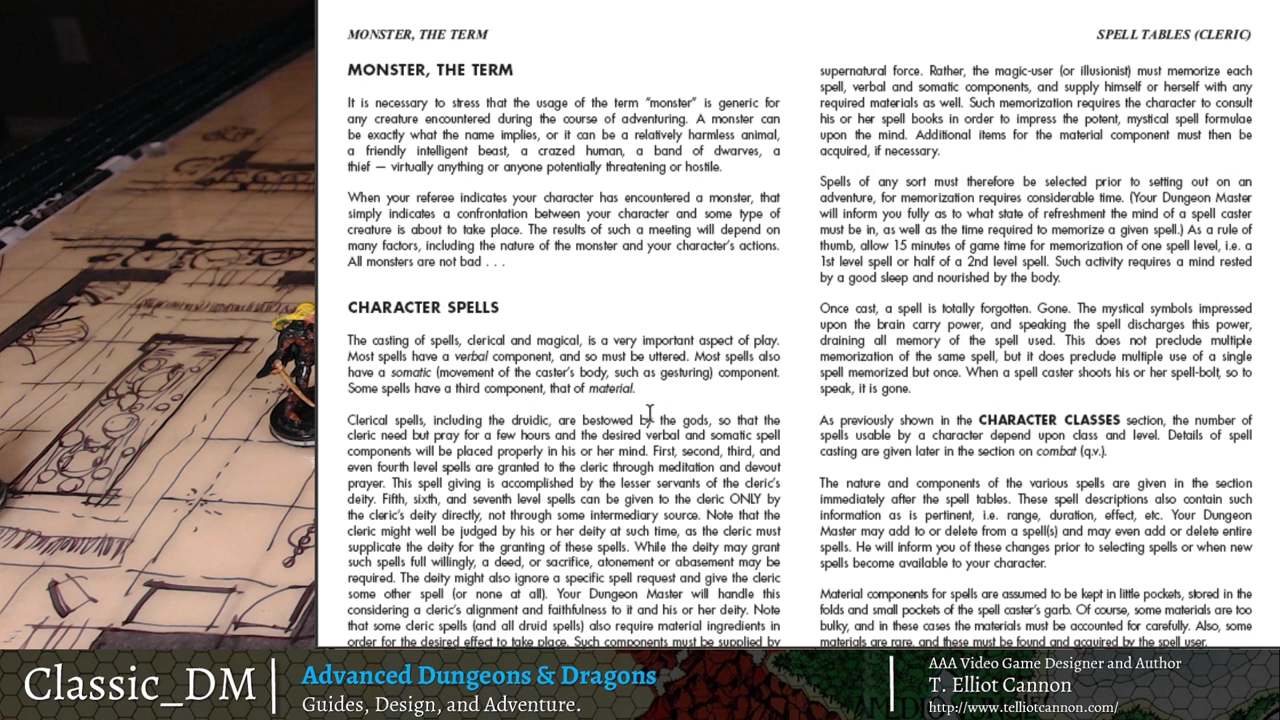 MONSTER, THE TERM
SPELL TABLES (CLERIC)
MONSTER, THE TERM
It is necessary to stress that the usage of the term “monster” is generic for
any creature encountered during the course of adventuring. A monster can
be exactly what the name implies, or it can be a relatively harmless animal,
a friendly intelligent beast, a crazed human, a band of dwarves, a
thief — virtually anything or anyone potentially threatening or hostile.
When your referee indicates your character has encountered a monster, that
simply indicates a confrontation between your character and some type of
creature is about to take place. The results of such a meeting will depend on
many factors, including the nature of the monster and your character’s actions.
All monsters are not bad . . .
CHARACTER SPELLS
The casting of spells, clerical and magical, is a very important aspect of play.
Most spells have a verbal component, and so must be uttered. Most spells also
have a somatic (movement of the caster’s body, such as gesturing) component.
Some spells have a third component, that of material.
Clerical spells, including the druidic, are bestowed by the gods, so that the
cleric need but pray for a few hours and the desired verbal and somatic spell
components will be placed properly in his or her mind. First, second, third, and
even fourth level spells are granted to the cleric through meditation and devout
prayer. This spell giving is accomplished by the lesser servants of the cleric’s
deity. Fifth, sixth, and seventh level spells can be given to the cleric ONLY by
the cleric’s deity directly, not through some intermediary source. Note that the
cleric might well be judged by his or her deity at such time, as the cleric must
supplicate the deity for the granting of these spells. While the deity may grant
such spells full willingly, a deed, or sacrifice, atonement or abasement may be
required. The deity might also ignore a specific spell request and give the cleric
some other spell (or none at all). Your Dungeon Master will handle this
considering a cleric’s alignment and faithfulness to it and his or her deity. Note
that some cleric spells (and all druid spells) also require material ingredients in
order for the desired effect to take place. Such components must be supplied by
supernatural force. Rather, the magic-user (or illusionist) must memorize each
spell, verbal and somatic components, and supply himself or herself with any
required materials as well. Such memorization requires the character to consult
his or her spell books in order to impress the potent, mystical spell formulae
upon the mind. Additional items for the material component must then be
acquired, if necessary.
Spells of any sort must therefore be selected prior to setting out on an
adventure, for memorization requires considerable time. (Your Dungeon Master
will inform you fully as to what state of refreshment the mind of a spell caster
must be in, as well as the time required to memorize a given spell.) As a rule of
thumb, allow 15 minutes of game time for memorization of one spell level, i.e. a
1st level spell or half of a 2nd level spell. Such activity requires a mind rested
by a good sleep and nourished by the body.
Once cast, a spell is totally forgotten. Gone. The mystical symbols impressed
upon the brain carry power, and speaking the spell discharges this power,
draining all memory of the spell used. This does not preclude multiple
memorization of the same spell, but it does preclude multiple use of a single
spell memorized but once. When a spell caster shoots his or her spell-bolt, so to
speak, it is gone.
As previously shown in the CHARACTER CLASSES section, the number of
spells usable by a character depend upon class and level. Details of spell
casting are given later in the section on combat (q.v.).
The nature and components of the various spells are given in the section
immediately after the spell tables. These spell descriptions also contain such
information as is pertinent, i.e. range, duration, effect, etc. Your Dungeon
Master may add to or delete from a spell(s) and may even add or delete entire
spells. He will inform you of these changes prior to selecting spells or when new
spells become available to your character.
Material components for spells are assumed to be kept in little pockets, stored in the
folds and small pockets of the spell caster’s garb. Of course, some materials are too
bulky, and in these cases the materials must be accounted for carefully. Also, some
materials are rare, and these must be found and acquired by the spell user.
Classic_DM
Advanced Dungeons & Dragons
Guides, Design, and Adventure.
AAA Video Game Designer and Author
T. Elliot Cannon
http://www.telliotcannon.com/